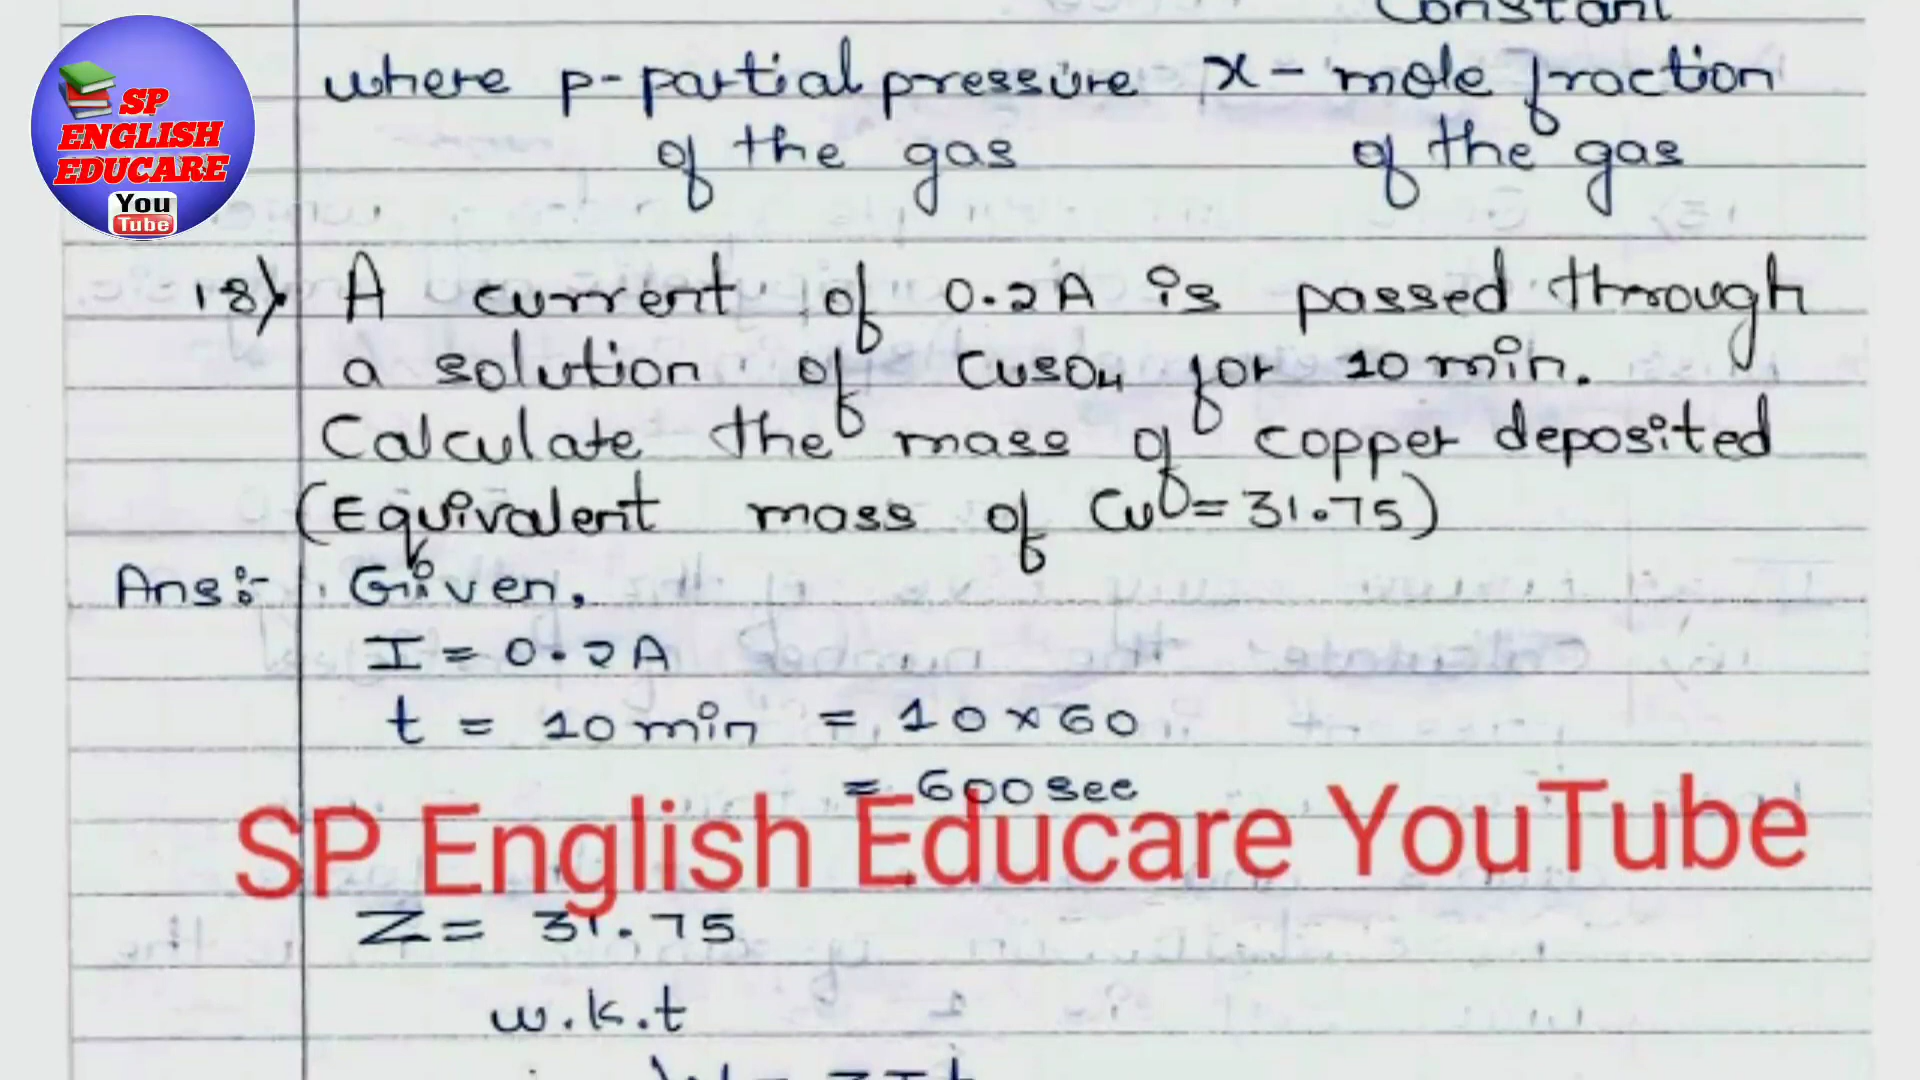 SP
ENGLISH
EDUCARE
You
Tube
Constant
where p-partial pressure x - mole fraction
of the gas of the gas
18) A current of 0.2A is passed through
a solution of CuSO4 for 10 min.
Calculate the mass of copper deposited
(Equivalent mass of Cu = 31.75)
Ans:- Given,
I = 0.2A
t = 10 min = 10 × 60
= 600 sec
SP English Educare YouTube
Z = 31.75
w.k.t
W = ZIt